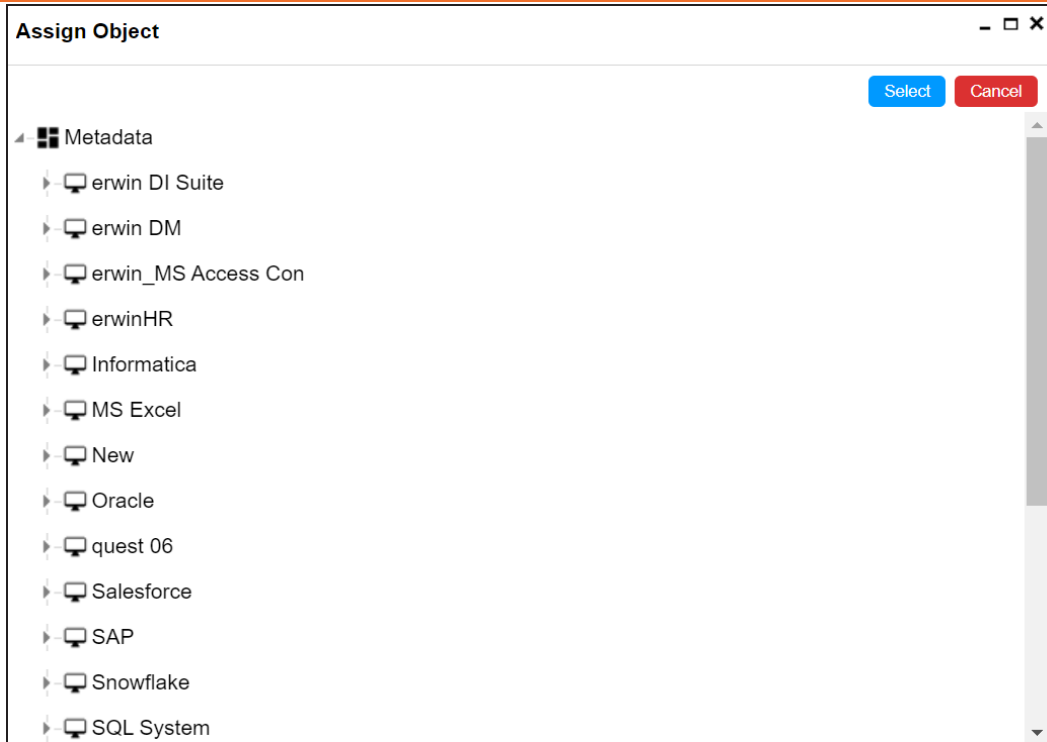 Assign Object
Select Cancel
Metadata
erwin DI Suite
erwin DM
erwin_MS Access Con
erwinHR
Informatica
MS Excel
New
Oracle
quest 06
Salesforce
SAP
Snowflake
SQL System